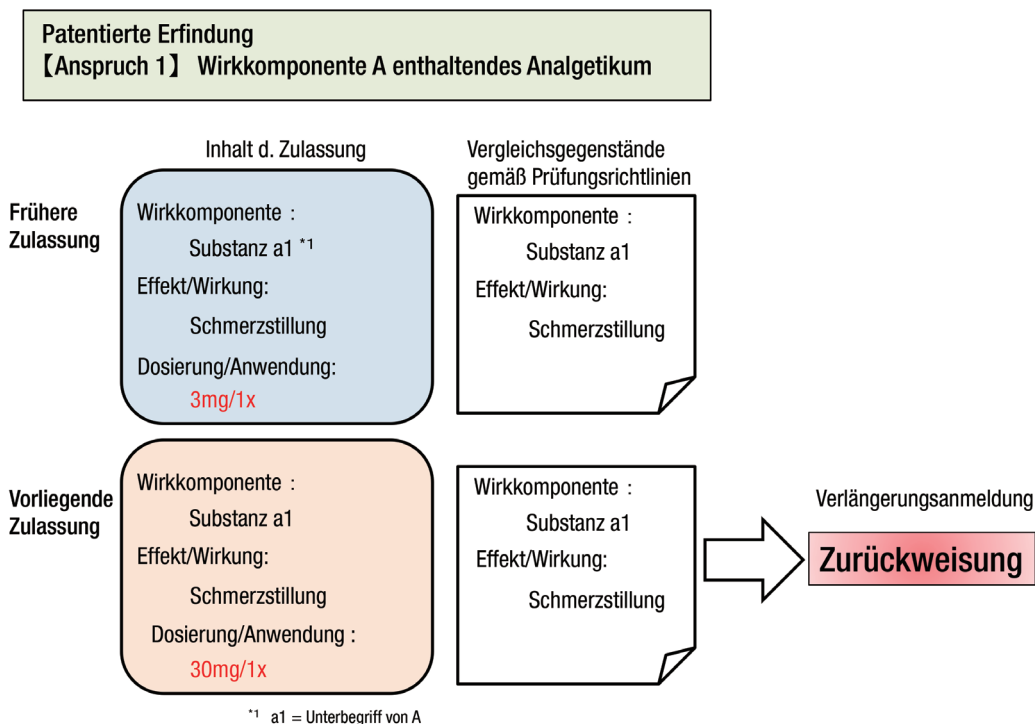 Patentierte Erfindung
【Anspruch 1】 Wirkkomponente A enthaltendes Analgetikum
Inhalt d. Zulassung
Vergleichsgegenstände
gemäß Prüfungsrichtlinien
Frühere
Zulassung
Wirkkomponente :
Substanz a1 *1
Effekt/Wirkung:
Schmerzstillung
Dosierung/Anwendung:
3mg/1x
Wirkkomponente :
Substanz a1
Effekt/Wirkung:
Schmerzstillung
Vorliegende
Zulassung
Wirkkomponente :
Substanz a1
Effekt/Wirkung:
Schmerzstillung
Dosierung/Anwendung :
30mg/1x
Wirkkomponente :
Substanz a1
Effekt/Wirkung:
Schmerzstillung
Verlängerungsanmeldung
Zurückweisung
*1 a1 = Unterbegriff von A